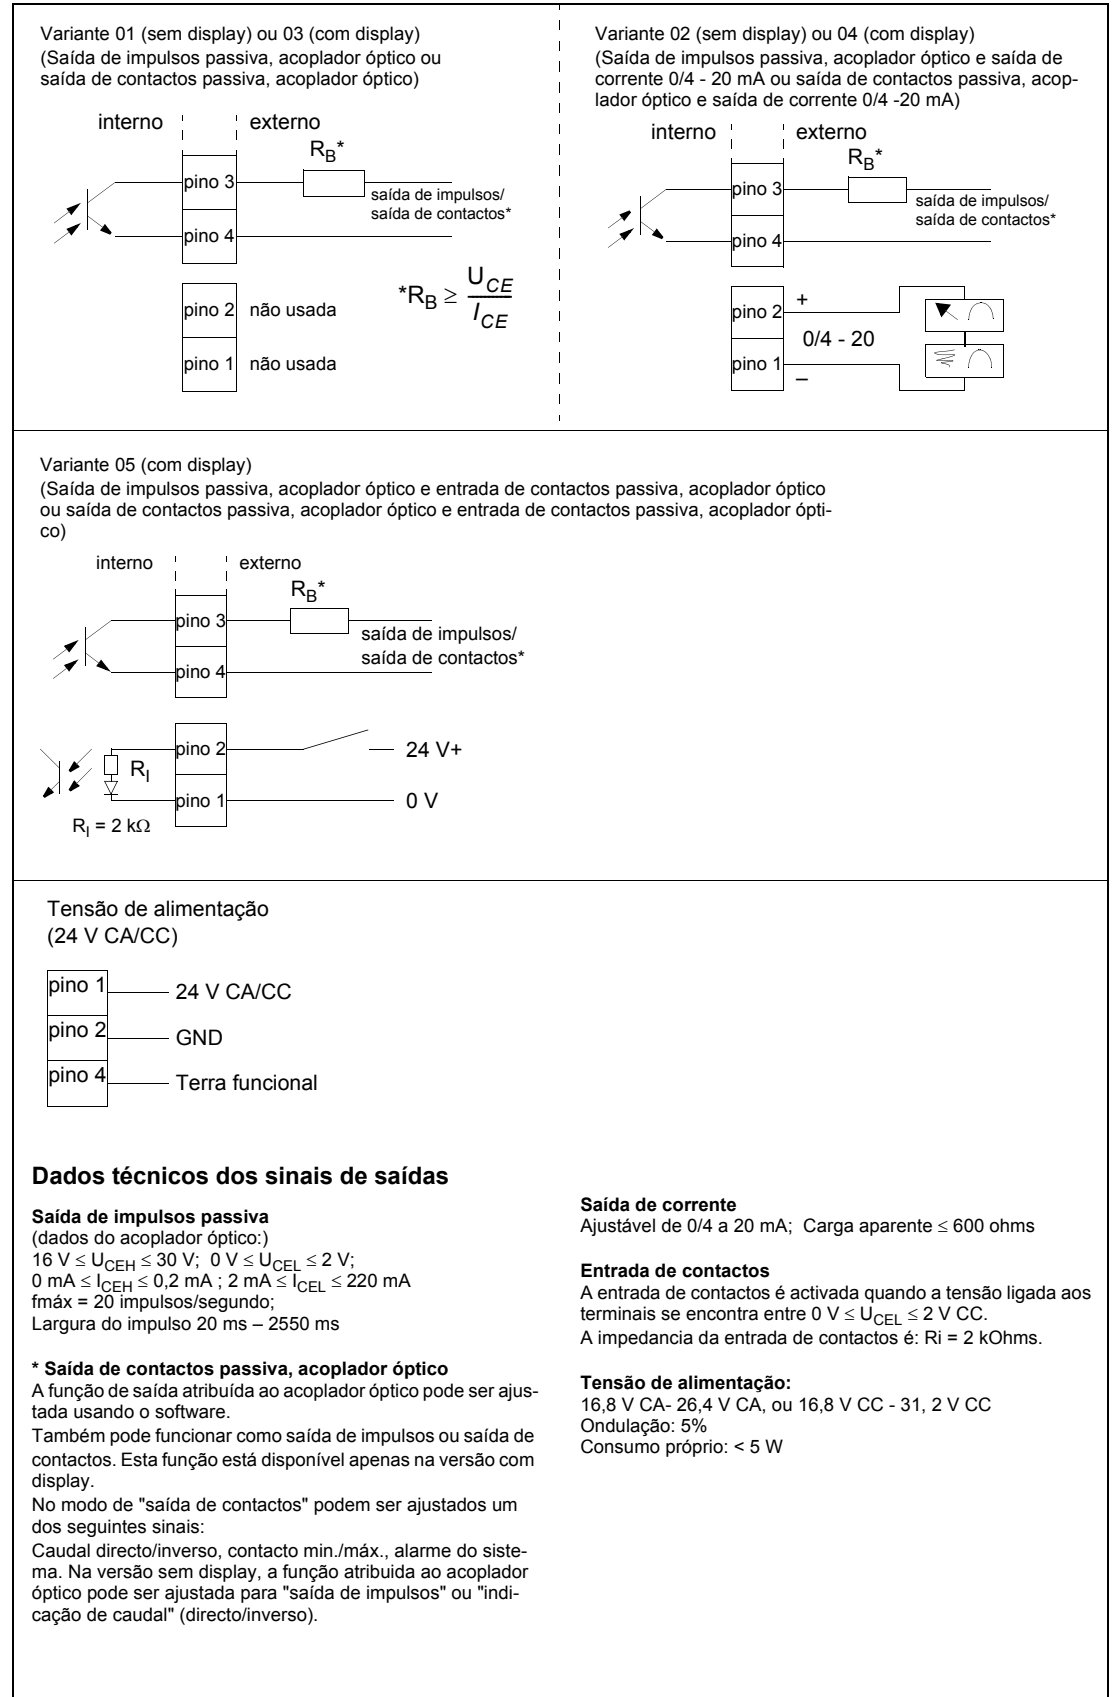 Variante 01 (sem display) ou 03 (com display)
(Saída de impulsos passiva, acoplador óptico ou
saída de contactos passiva, acoplador óptico)
interno
externo
R_B*
pino 3
saída de impulsos/
saída de contactos*
pino 4
*R_B ≥ U_CE / I_CE
pino 2
não usada
pino 1
não usada
Variante 02 (sem display) ou 04 (com display)
(Saída de impulsos passiva, acoplador óptico e saída de
corrente 0/4 - 20 mA ou saída de contactos passiva, acop-
lador óptico e saída de corrente 0/4 -20 mA)
interno
externo
R_B*
pino 3
saída de impulsos/
saída de contactos*
pino 4
pino 2
+
0/4 - 20
pino 1
–
Variante 05 (com display)
(Saída de impulsos passiva, acoplador óptico e entrada de contactos passiva, acoplador óptico
ou saída de contactos passiva, acoplador óptico e entrada de contactos passiva, acoplador ópti-
co)
interno
externo
R_B*
pino 3
saída de impulsos/
saída de contactos*
pino 4
pino 2
24 V+
R_I
pino 1
0 V
R_I = 2 kΩ
Tensão de alimentação
(24 V CA/CC)
pino 1
24 V CA/CC
pino 2
GND
pino 4
Terra funcional
Dados técnicos dos sinais de saídas
Saída de impulsos passiva
(dados do acoplador óptico:)
16 V ≤ U_CEH ≤ 30 V; 0 V ≤ U_CEL ≤ 2 V;
0 mA ≤ I_CEH ≤ 0,2 mA ; 2 mA ≤ I_CEL ≤ 220 mA
fmáx = 20 impulsos/segundo;
Largura do impulso 20 ms – 2550 ms
* Saída de contactos passiva, acoplador óptico
A função de saída atribuída ao acoplador óptico pode ser ajus-
tada usando o software.
Também pode funcionar como saída de impulsos ou saída de
contactos. Esta função está disponível apenas na versão com
display.
No modo de "saída de contactos" podem ser ajustados um
dos seguintes sinais:
Caudal directo/inverso, contacto min./máx., alarme do siste-
ma. Na versão sem display, a função atribuida ao acoplador
óptico pode ser ajustada para "saída de impulsos" ou "indi-
cação de caudal" (directo/inverso).
Saída de corrente
Ajustável de 0/4 a 20 mA; Carga aparente ≤ 600 ohms
Entrada de contactos
A entrada de contactos é activada quando a tensão ligada aos
terminais se encontra entre 0 V ≤ U_CEL ≤ 2 V CC.
A impedancia da entrada de contactos é: Ri = 2 kOhms.
Tensão de alimentação:
16,8 V CA- 26,4 V CA, ou 16,8 V CC - 31, 2 V CC
Ondulação: 5%
Consumo próprio: < 5 W